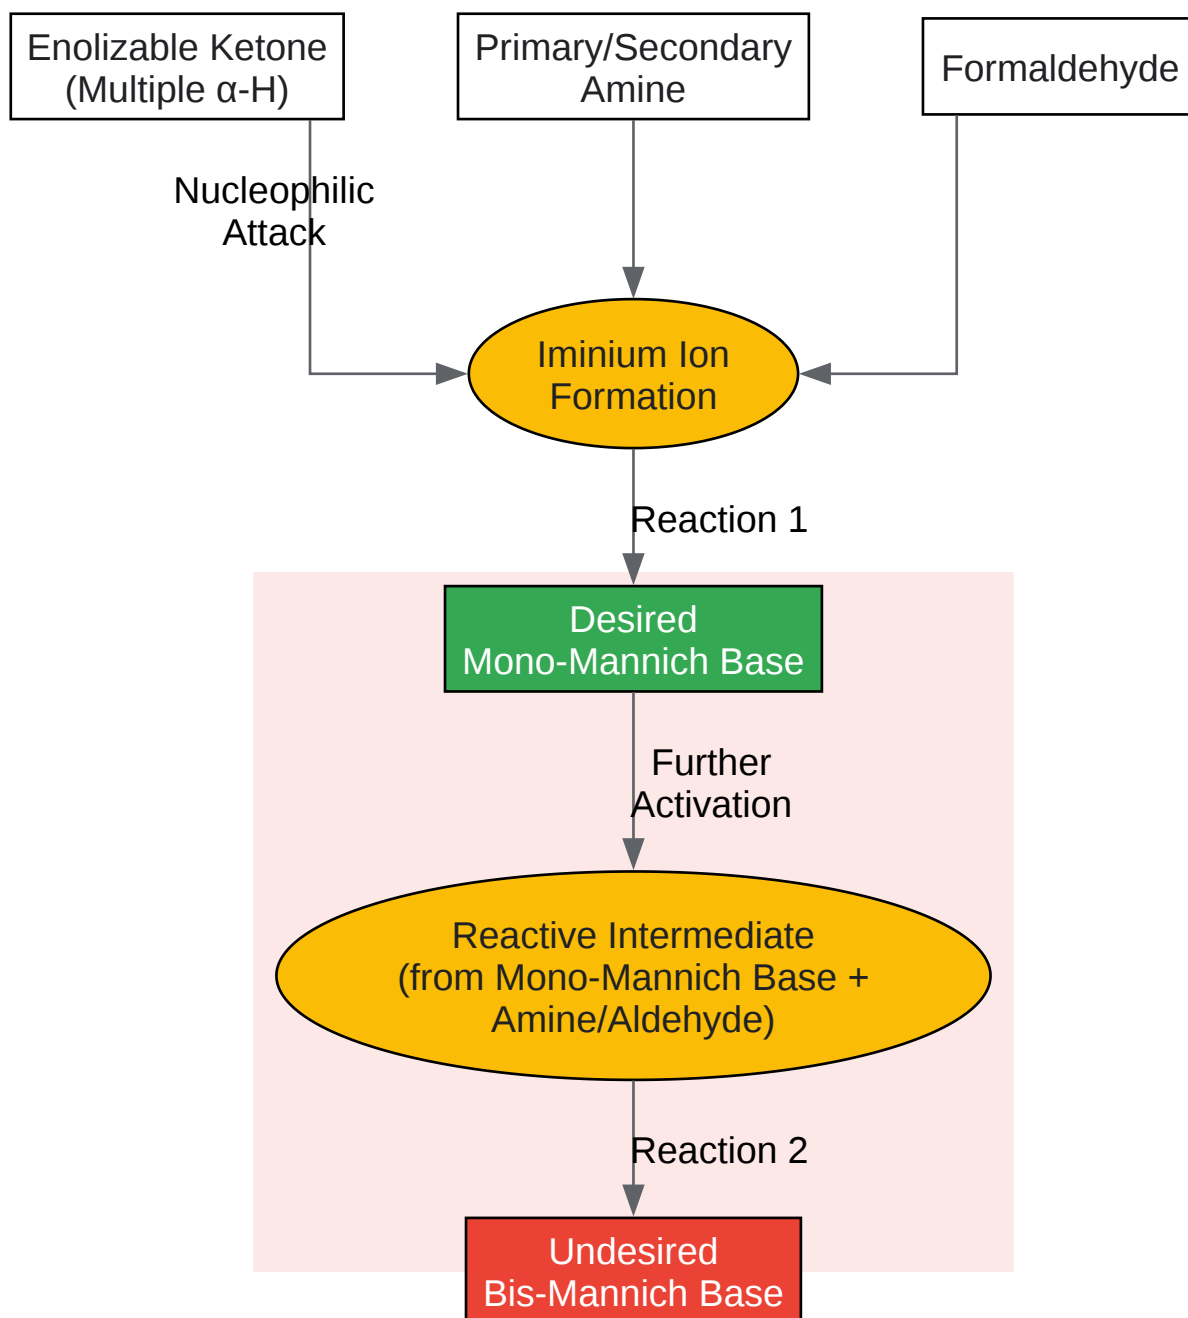 Enolizable Ketone
(Multiple α-H)
Primary/Secondary
Amine
Formaldehyde
Nucleophilic
Attack
Iminium Ion
Formation
Reaction 1
Desired
Mono-Mannich Base
Further
Activation
Reactive Intermediate
(from Mono-Mannich Base +
Amine/Aldehyde)
Reaction 2
Undesired
Bis-Mannich Base